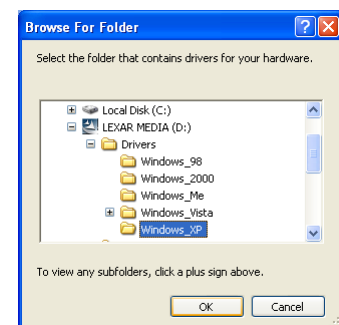 Browse For Folder
Select the folder that contains drivers for your hardware.
Local Disk (C:)
LEXAR MEDIA (D:)
Drivers
Windows_98
Windows_2000
Windows_Me
Windows_Vista
Windows_XP
To view any subfolders, click a plus sign above.
OK Cancel